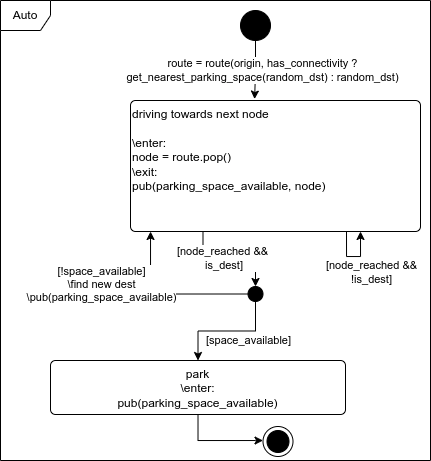 Auto
route = route(origin, has_connectivity ?
get_nearest_parking_space(random_dst) : random_dst)
driving towards next node
\enter:
node = route.pop()
\exit:
pub(parking_space_available, node)
[node_reached &&
is_dest]
[node_reached &&
!is_dest]
[!space_available]
\find new dest
\pub(parking_space_available)
[space_available]
park
\enter:
pub(parking_space_available)